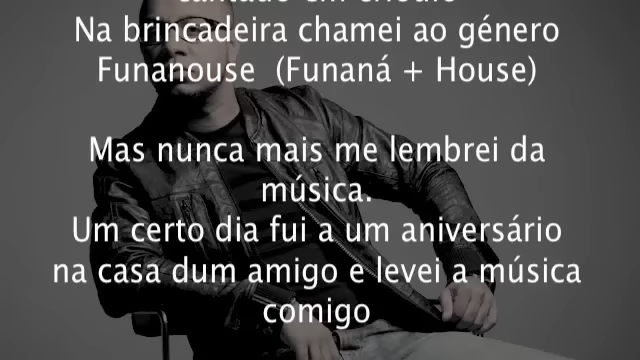 cantado em crioulo
Na brincadeira chamei ao género
Funanouse (Funaná + House)
Mas nunca mais me lembrei da
música.
Um certo dia fui a um aniversário
na casa dum amigo e levei a música
comigo